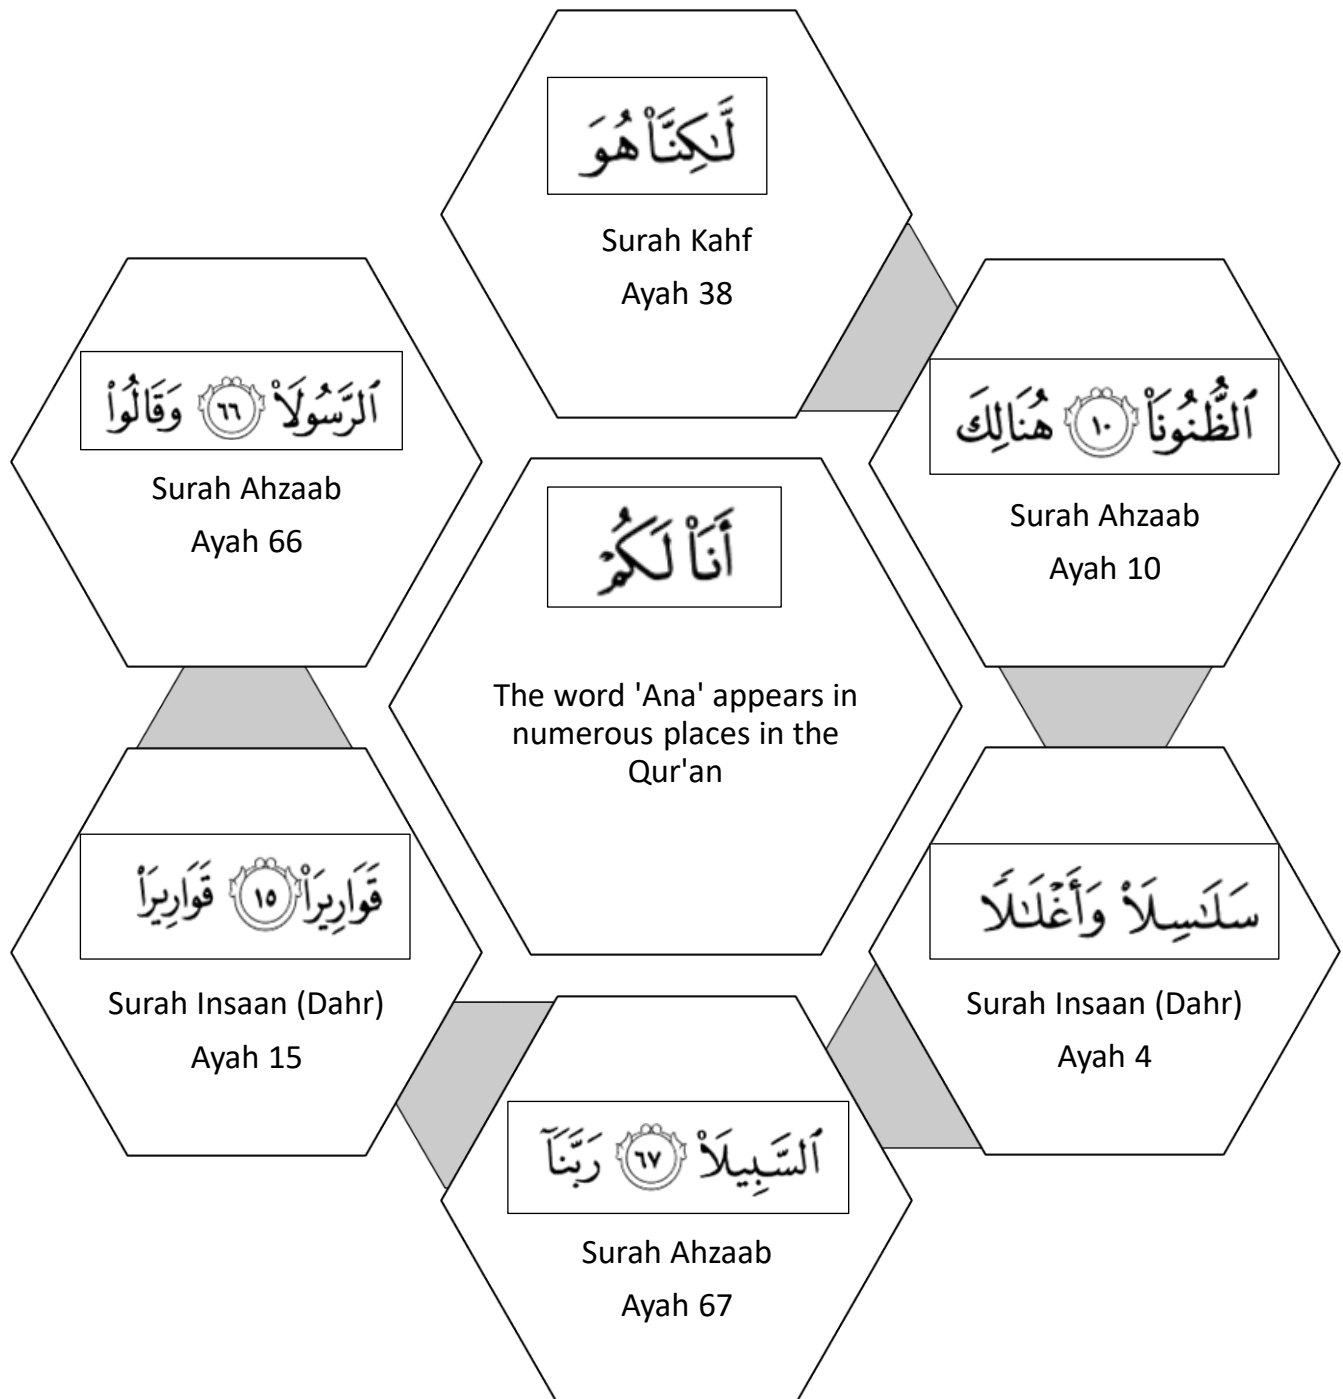 لَّـٰكِنَّا۠ هُوَ
Surah Kahf
Ayah 38
ٱلظُّنُونَا۠ ١٠ هُنَالِكَ
Surah Ahzaab
Ayah 10
سَلَـٰسِلَا۟ وَأَغْلَـٰلًا
Surah Insaan (Dahr)
Ayah 4
ٱلسَّبِيلَا۠ ٦٧ رَبَّنَآ
Surah Ahzaab
Ayah 67
قَوَارِيرَا۠ ١٥ قَوَارِيرَا۟
Surah Insaan (Dahr)
Ayah 15
ٱلرَّسُولَا۠ ٦٦ وَقَالُوا۟
Surah Ahzaab
Ayah 66
أَنَا۠ لَكُمْ
The word 'Ana' appears in
numerous places in the
Qur'an